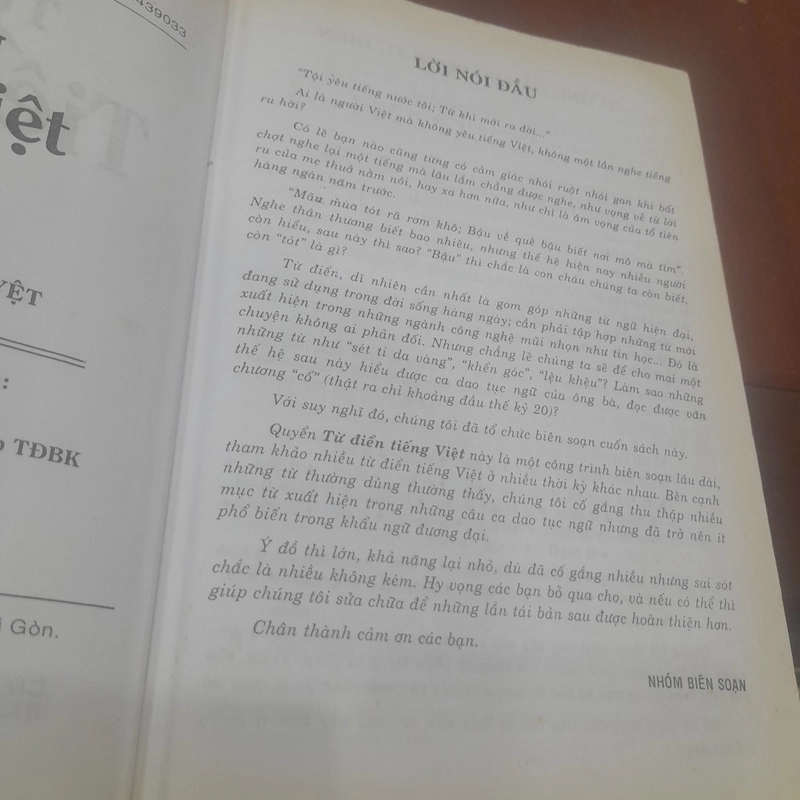 439033
iệt
YỆT
:
TĐBK
i Gòn.
LỜI NÓI ĐẦU
"Tôi yêu tiếng nước tôi; Từ khi mới ra đời..."
Ai là người Việt mà không yêu tiếng Việt, không một lần nghe tiếng
ru hời?
Có lẽ bạn nào cũng từng có cảm giác nhói ruột nhói gan khi bất
chợt nghe lại một tiếng mà lâu lắm chẳng được nghe, như vọng về từ lời
ru của mẹ thuở nằm nôi, hay xa hơn nữa, như chỉ là âm vọng của tổ tiên
hàng ngàn năm trước.
"Mãn mùa tót rã rơm khô; Bậu về quê bậu biết nơi mô mà tìm".
Nghe thân thương biết bao nhiêu, nhưng thế hệ hiện nay nhiều người
còn hiểu, sau này thì sao? "Bậu" thì chắc là con cháu chúng ta còn biết,
còn "tót" là gì?
Từ điển, dĩ nhiên cần nhất là gom góp những từ ngữ hiện đại,
đang sử dụng trong đời sống hàng ngày; cần phải tập hợp những từ mới
xuất hiện trong những ngành công nghệ mũi nhọn như tin học... Đó là
chuyện không ai phản đối. Nhưng chẳng lẽ chúng ta sẽ để cho mai một
những từ như "sét ti da vàng", "khển góc", "lệu khệu"? Làm sao những
thế hệ sau này hiểu được ca dao tục ngữ của ông bà, đọc được văn
chương "cổ" (thật ra chỉ khoảng đầu thế kỷ 20)?
Với suy nghĩ đó, chúng tôi đã tổ chức biên soạn cuốn sách này.
Quyển Từ điển tiếng Việt này là một công trình biên soạn lâu dài,
tham khảo nhiều từ điển tiếng Việt ở nhiều thời kỳ khác nhau. Bên cạnh
những từ thường dùng thường thấy, chúng tôi cố gắng thu thập nhiều
mục từ xuất hiện trong những câu ca dao tục ngữ nhưng đã trở nên ít
phổ biến trong khẩu ngữ đương đại.
Ý đồ thì lớn, khả năng lại nhỏ, dù đã cố gắng nhiều nhưng sai sót
chắc là nhiều không kém. Hy vọng các bạn bỏ qua cho, và nếu có thể thì
giúp chúng tôi sửa chữa để những lần tái bản sau được hoàn thiện hơn.
Chân thành cảm ơn các bạn.
NHÓM BIÊN SOẠN